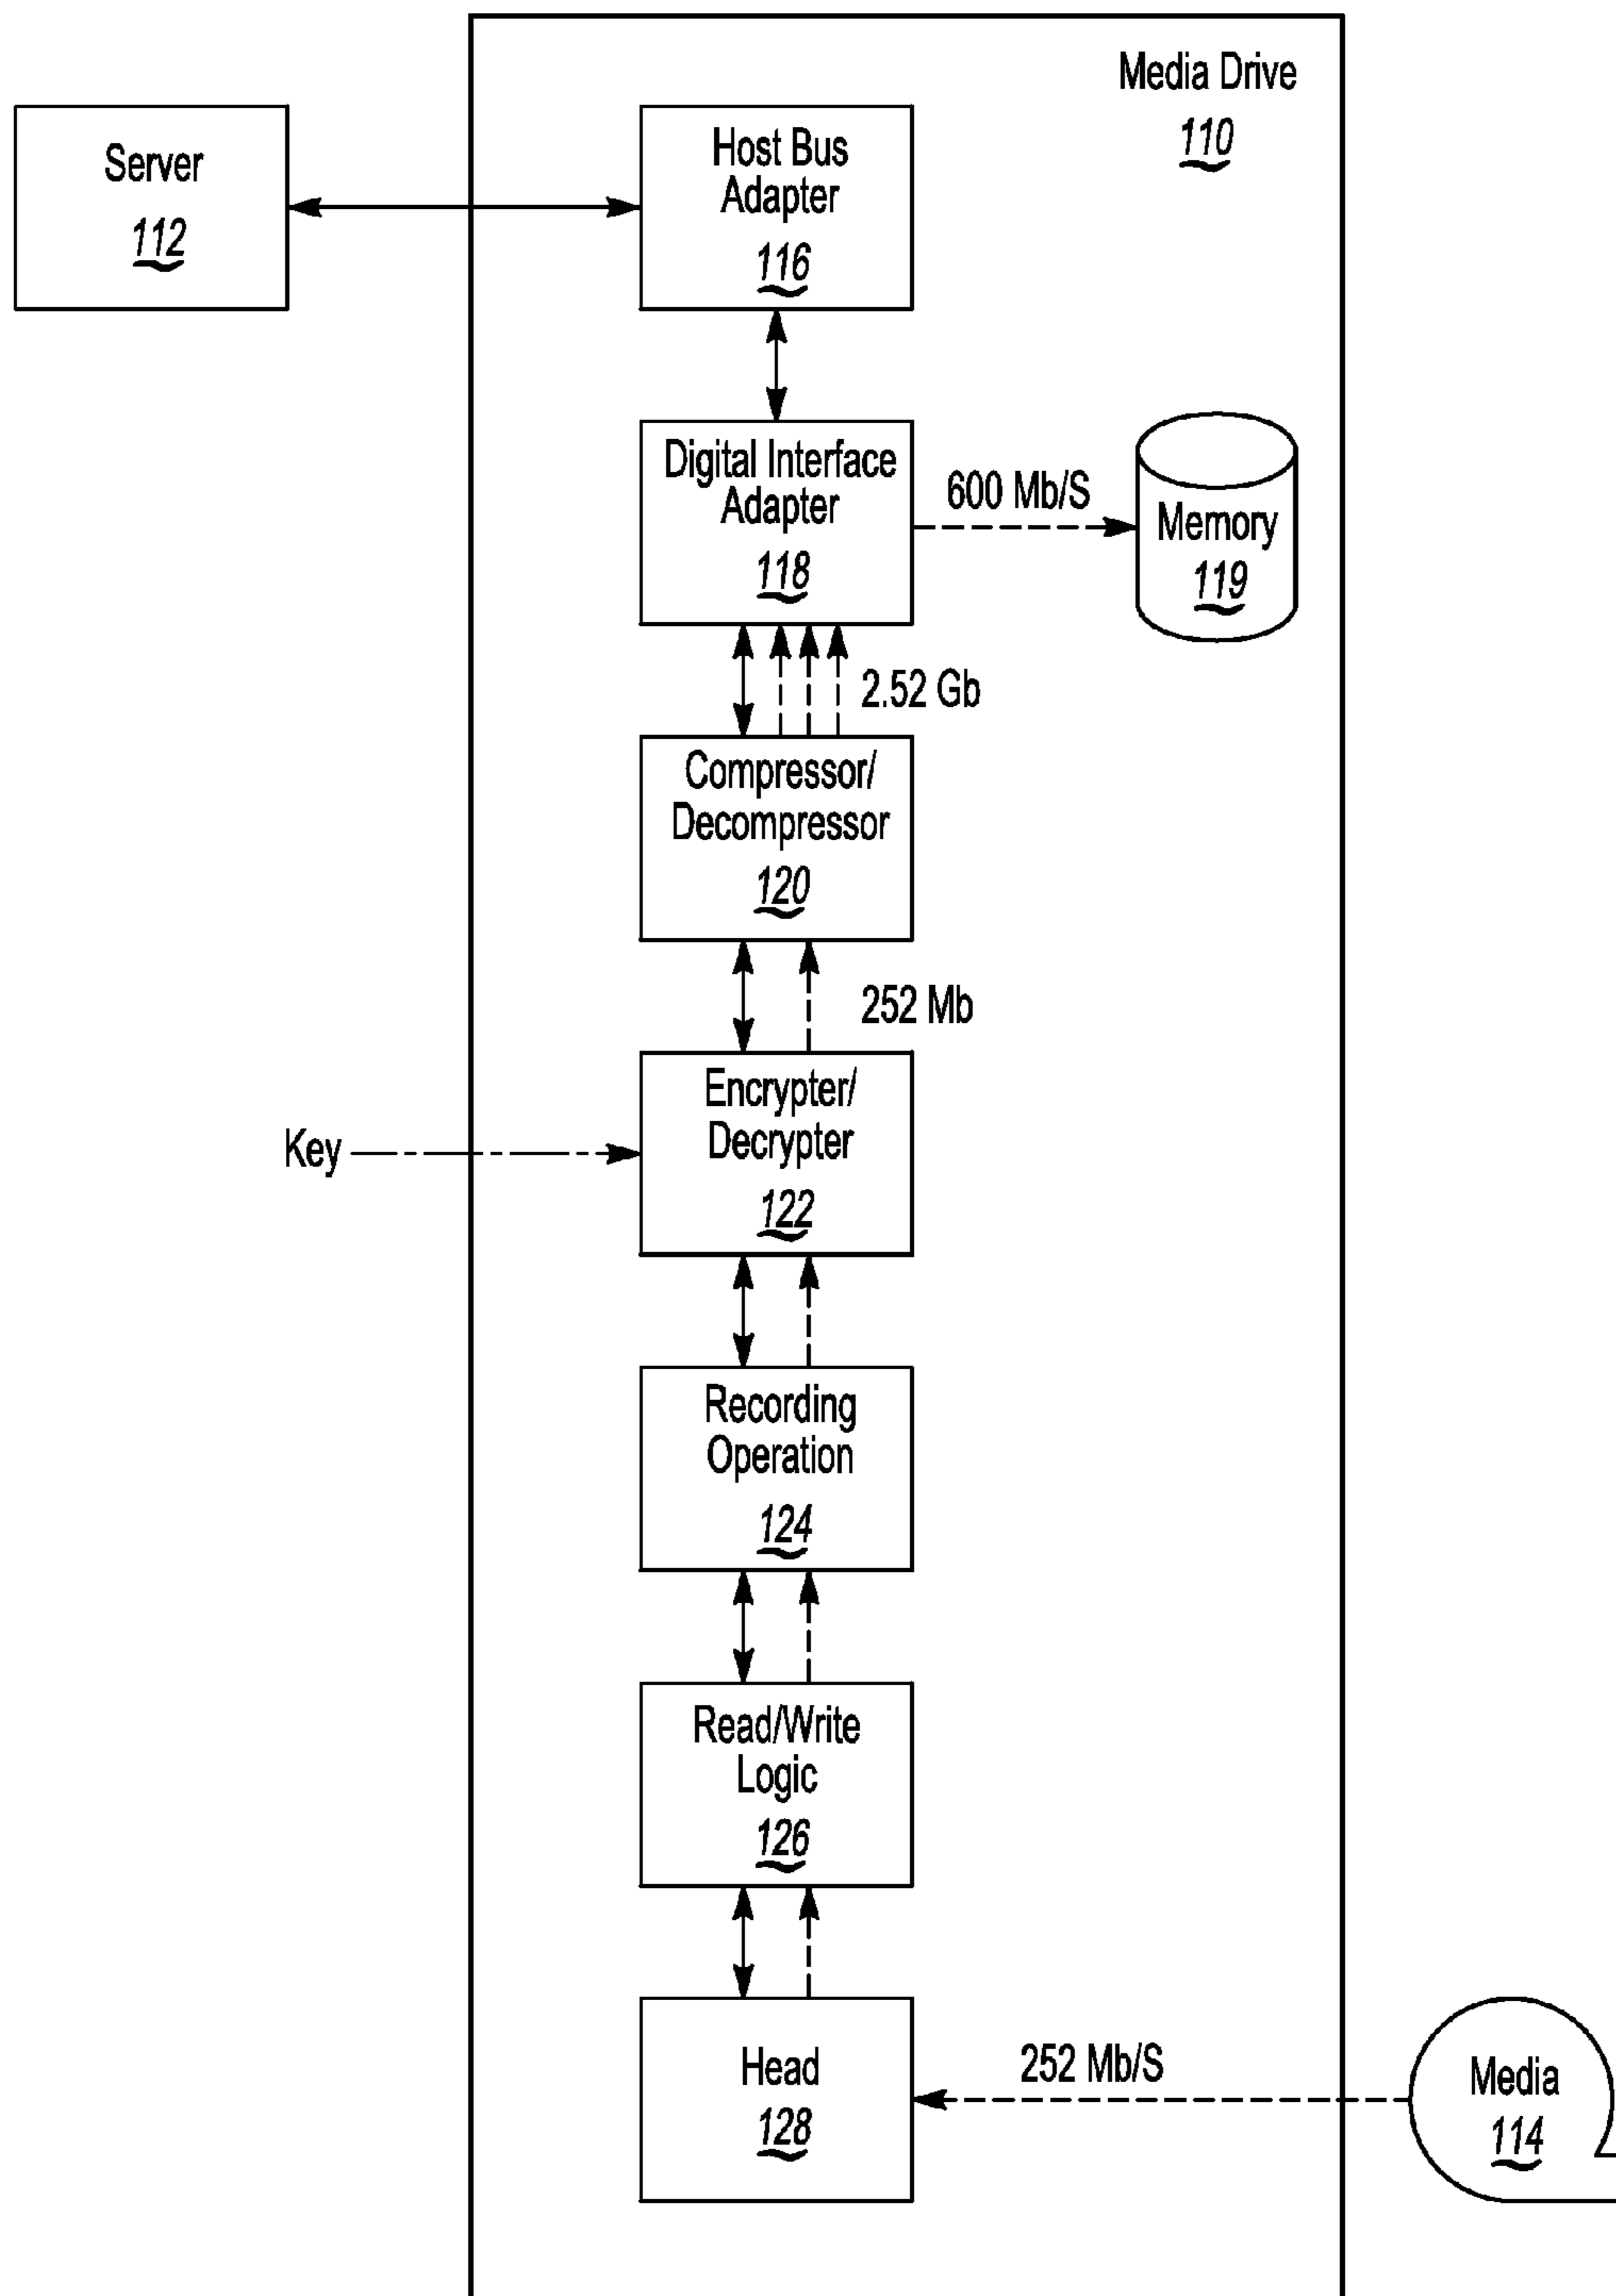 Media Drive
110
Server
112
Host Bus
Adapter
116
Digital Interface
Adapter
118
600 Mb/S
Memory
119
2.52 Gb
Compressor/
Decompressor
120
252 Mb
Encrypter/
Decrypter
122
Key
Recording
Operation
124
Read/Write
Logic
126
Head
128
252 Mb/S
Media
114